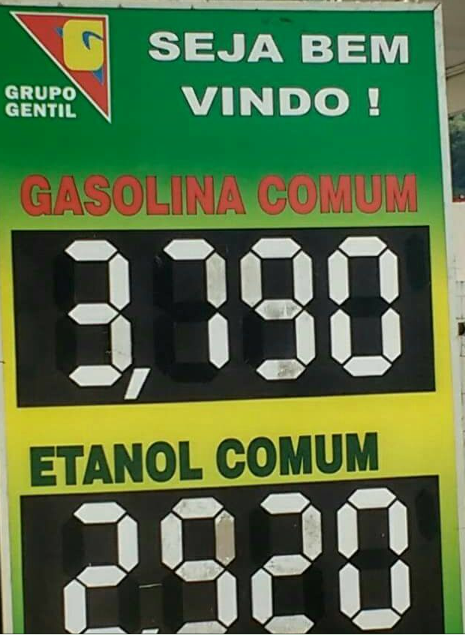 GRUPO
GENTIL
SEJA BEM
VINDO !
GASOLINA COMUM
3,790
ETANOL COMUM
2,920